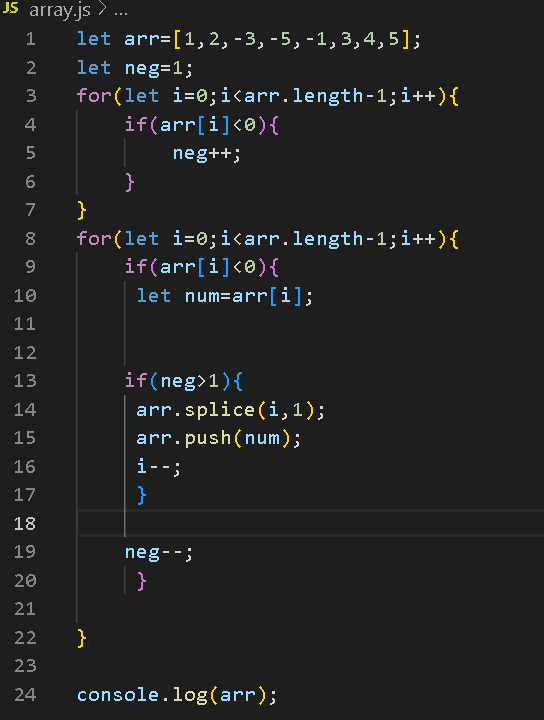 JS array.js > ...
1 let arr=[1,2,-3,-5,-1,3,4,5];
2 let neg=1;
3 for(let i=0;i<arr.length-1;i++){
4 if(arr[i]<0){
5 neg++;
6 }
7 }
8 for(let i=0;i<arr.length-1;i++){
9 if(arr[i]<0){
10 let num=arr[i];
11
12
13 if(neg>1){
14 arr.splice(i,1);
15 arr.push(num);
16 i--;
17 }
18
19 neg--;
20 }
21
22 }
23
24 console.log(arr);